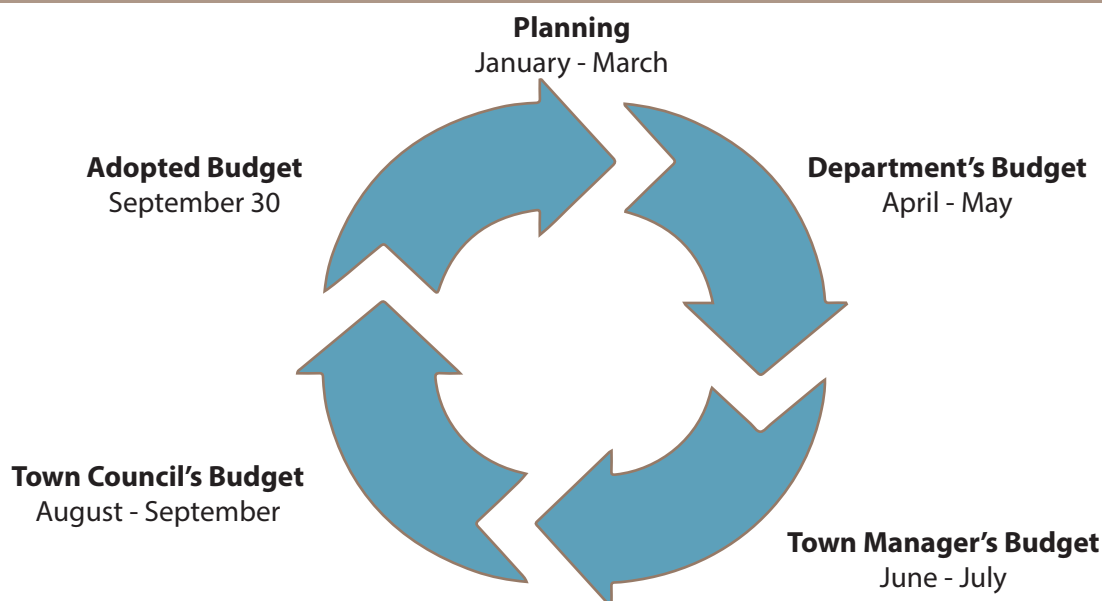 Planning
January - March
Department’s Budget
April - May
Town Manager’s Budget
June - July
Town Council’s Budget
August - September
Adopted Budget
September 30